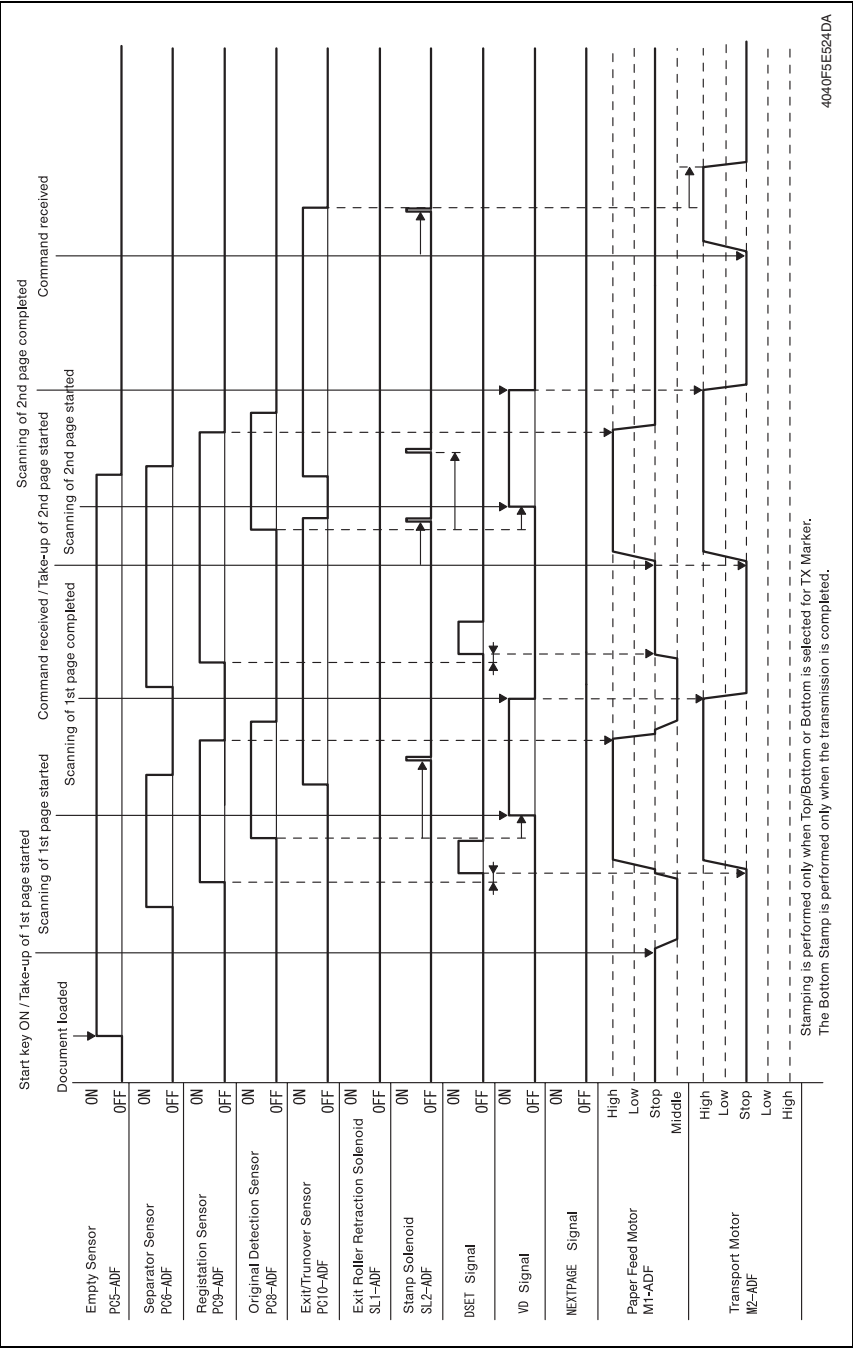 Start key ON / Take-up of 1st page started
Document loaded
Scanning of 1st page started
Scanning of 1st page completed
Command received / Take-up of 2nd page started
Scanning of 2nd page started
Scanning of 2nd page completed
Command received
Empty Sensor
PC5-ADF
ON
OFF
Separator Sensor
PC6-ADF
ON
OFF
Registation Sensor
PC9-ADF
ON
OFF
Original Detection Sensor
PC8-ADF
ON
OFF
Exit/Trunover Sensor
PC10-ADF
ON
OFF
Exit Roller Retraction Solenoid
SL1-ADF
ON
OFF
Stanp Solenoid
SL2-ADF
ON
OFF
DSET Signal
ON
OFF
VD Signal
ON
OFF
NEXTPAGE Signal
ON
OFF
Paper Feed Motor
M1-ADF
High
Low
Stop
Middle
Transport Motor
M2-ADF
High
Low
Stop
Low
High
Stamping is performed only when Top/Bottom or Bottom is selected for TX Marker.
The Bottom Stamp is performed only when the transmission is completed.
4040F5E524DA